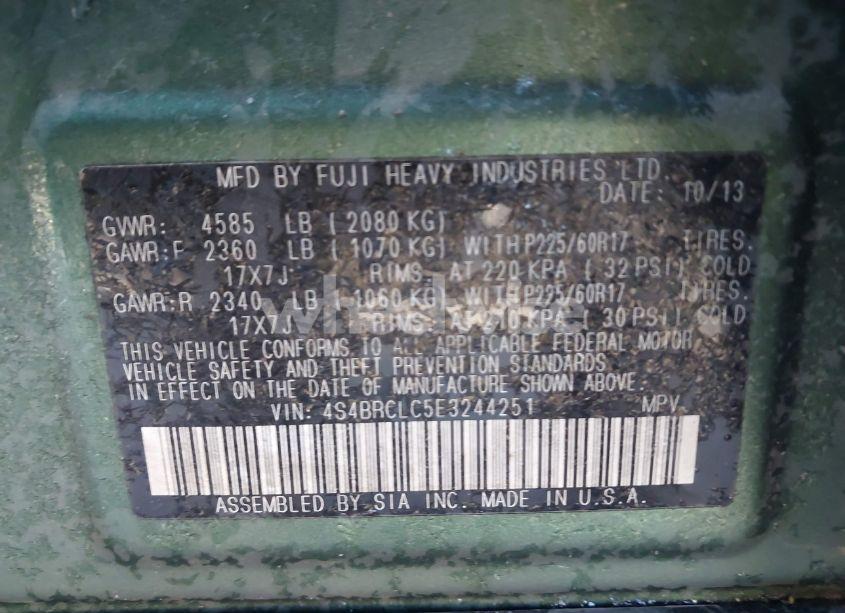 MFD BY FUJI HEAVY INDUSTRIES LTD.
DATE: 10/13
GVWR: 4585 LB ( 2080 KG)
GAWR:F 2360 LB ( 1070 KG) WITH P225/60R17 TIRES.
17X7J RIMS. AT 220 KPA ( 32 PSI) COLD
GAWR:R 2340 LB ( 1060 KG) WITH P225/60R17 TIRES.
17X7J RIMS. AT 210 KPA ( 30 PSI) COLD
THIS VEHICLE CONFORMS TO ALL APPLICABLE FEDERAL MOTOR
VEHICLE SAFETY AND THEFT PREVENTION STANDARDS
IN EFFECT ON THE DATE OF MANUFACTURE SHOWN ABOVE.
VIN: 4S4BRCLC5E3244251 MPV
ASSEMBLED BY SIA INC. MADE IN U.S.A.